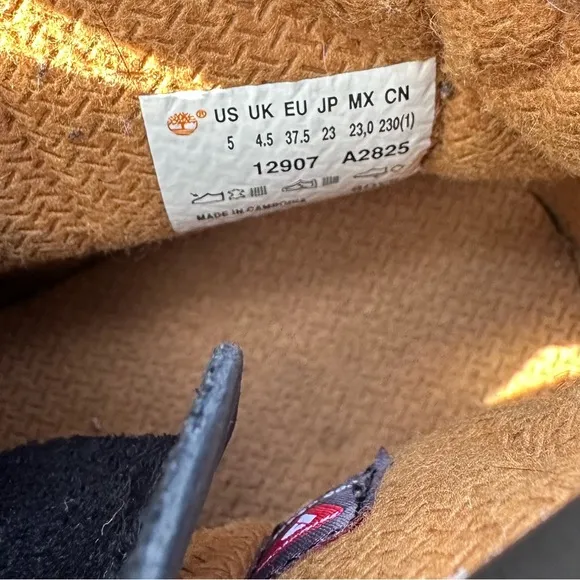 ® US UK EU JP MX CN
5 4.5 37.5 23 23,0 230(1)
12907 A2825
MADE IN CAMBODIA